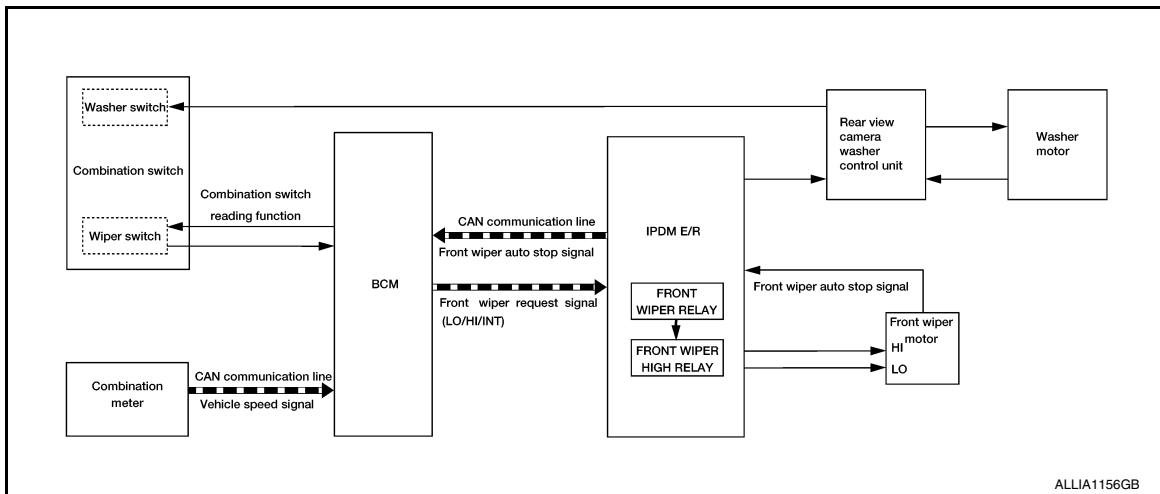 Washer switch
Combination switch
Wiper switch
Combination switch
reading function
BCM
Combination
meter
CAN communication line
Vehicle speed signal
CAN communication line
Front wiper auto stop signal
Front wiper request signal
(LO/HI/INT)
IPDM E/R
FRONT
WIPER RELAY
FRONT WIPER
HIGH RELAY
Rear view
camera
washer
control unit
Washer
motor
Front wiper auto stop signal
Front wiper
motor
HI
LO
ALLIA1156GB